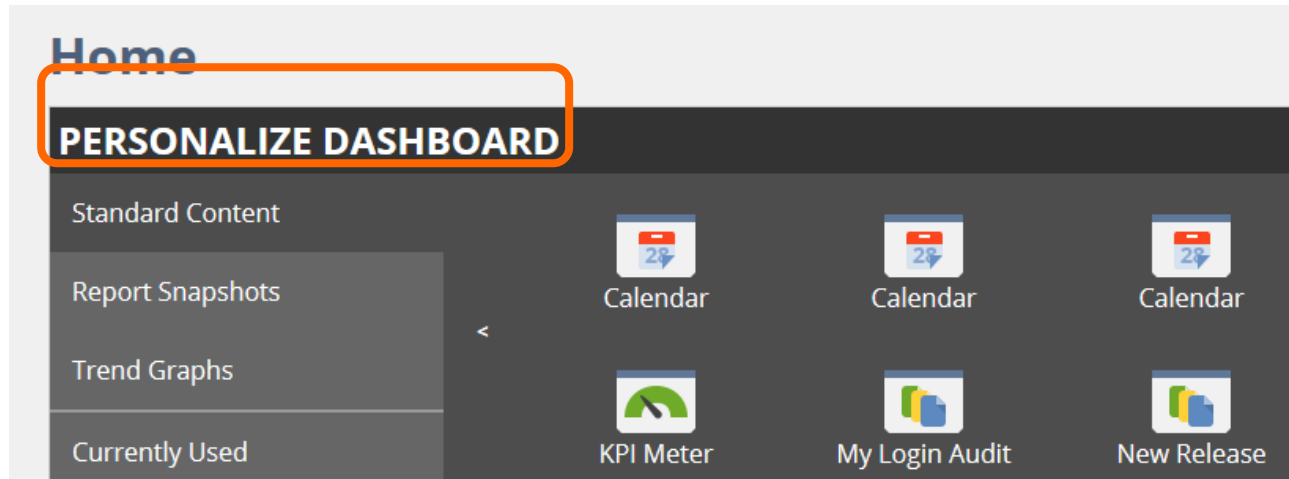 Home
PERSONALIZE DASHBOARD
Standard Content
Report Snapshots
Trend Graphs
Currently Used
<
28
28
28
Calendar
Calendar
Calendar
KPI Meter
My Login Audit
New Release